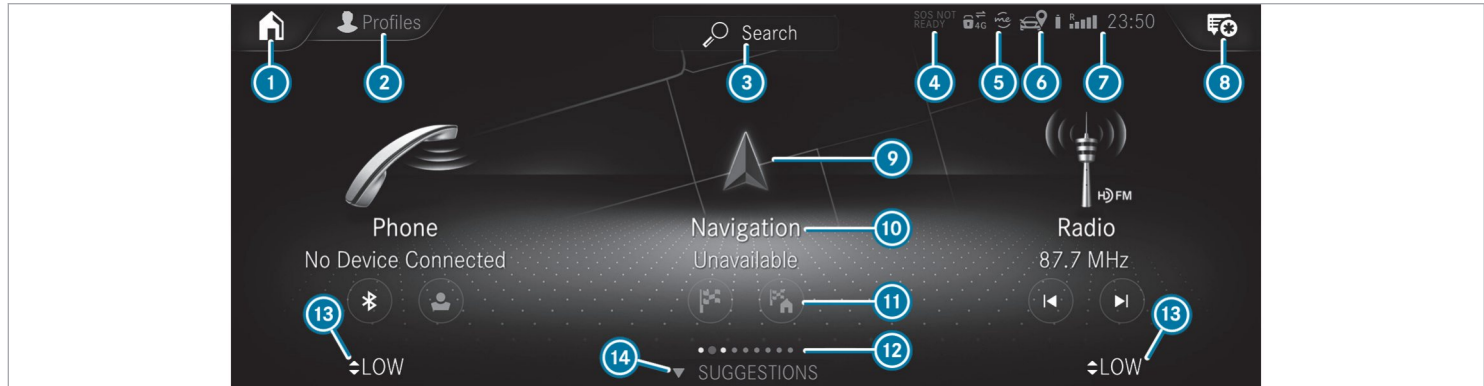 Profiles
Search
SOS NOT
READY
4G
me
R
23:50
1
2
3
4
5
6
7
8
9
HD FM
Phone
Navigation
10
Radio
No Device Connected
Unavailable
87.7 MHz
11
13
13
12
14
LOW
SUGGESTIONS
LOW